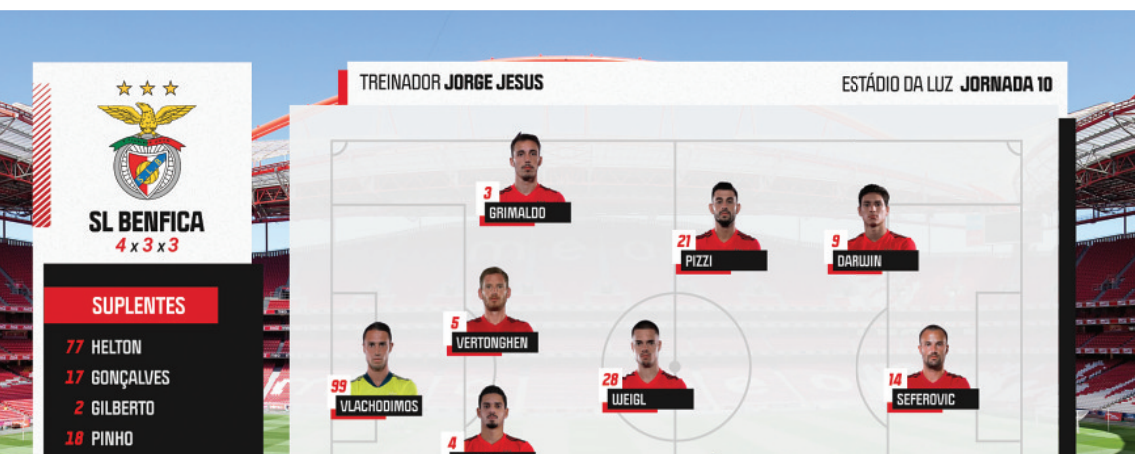 TREINADOR JORGE JESUS
ESTÁDIO DA LUZ JORNADA 10
SL BENFICA
4 x 3 x 3
SUPLENTES
77 HELTON
17 GONÇALVES
2 GILBERTO
18 PINHO
3
GRIMALDO
21
PIZZI
9
DARWIN
5
VERTONGHEN
99
VLACHODIMOS
28
WEIGL
14
SEFEROVIC
4